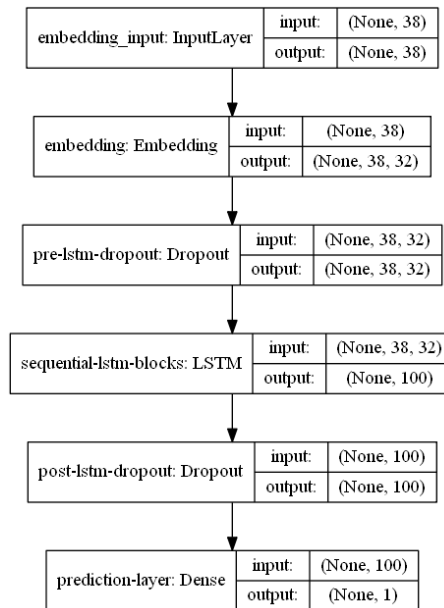 embedding_input: InputLayer
input: (None, 38)
output: (None, 38)
embedding: Embedding
input: (None, 38)
output: (None, 38, 32)
pre-lstm-dropout: Dropout
input: (None, 38, 32)
output: (None, 38, 32)
sequential-lstm-blocks: LSTM
input: (None, 38, 32)
output: (None, 100)
post-lstm-dropout: Dropout
input: (None, 100)
output: (None, 100)
prediction-layer: Dense
input: (None, 100)
output: (None, 1)